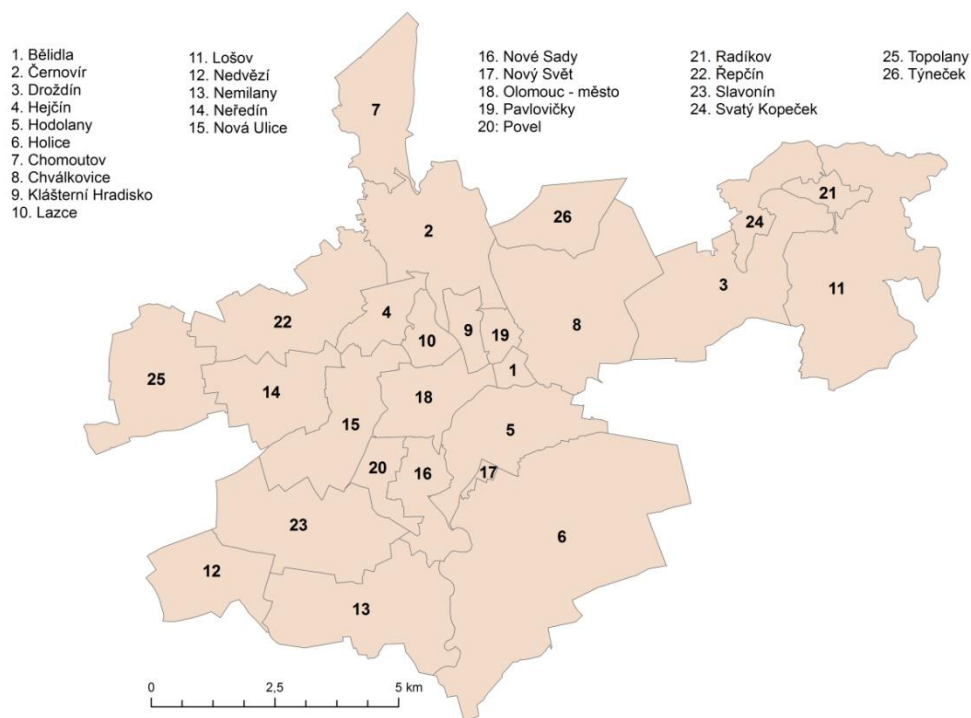 1. Bělidla
2. Černovír
3. Droždín
4. Hejčín
5. Hodolany
6. Holice
7. Chomoutov
8. Chválkovice
9. Klášterní Hradisko
10. Lazce
11. Lošov
12. Nedvězí
13. Nemilany
14. Neředín
15. Nová Ulice
16. Nové Sady
17. Nový Svět
18. Olomouc - město
19. Pavlovičky
20: Povel
21. Radíkov
22. Řepčín
23. Slavonín
24. Svatý Kopeček
25. Topolany
26. Týneček
7
21
26
24
2
3
11
4
22
9
8
19
10
1
25
14
18
15
5
20
16
17
23
6
12
13
0
2,5
5 km